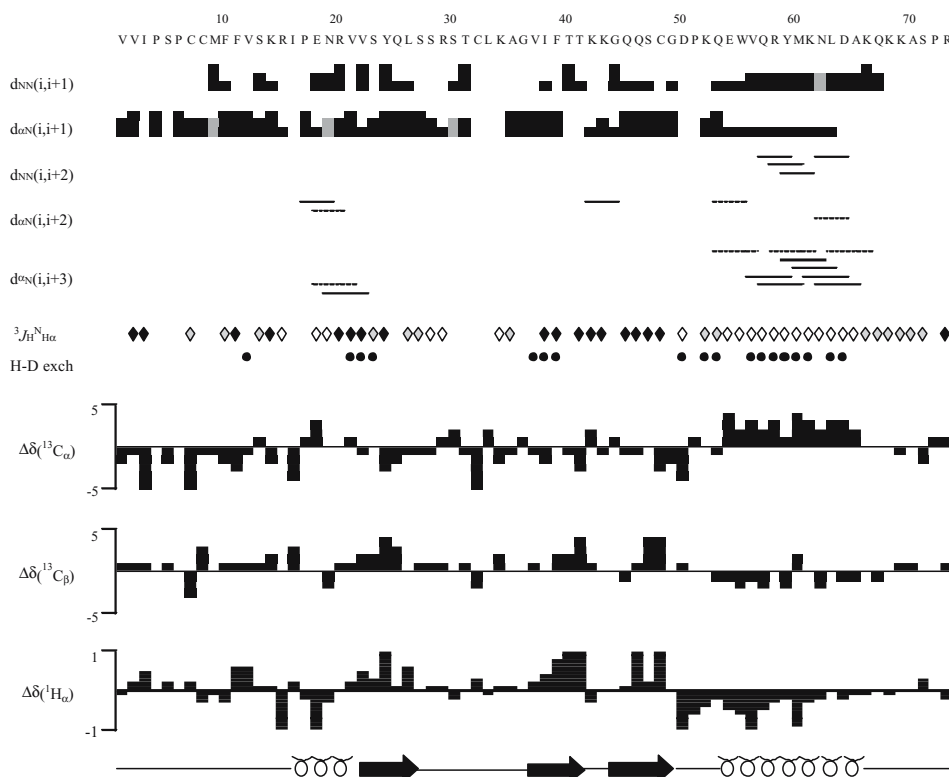 10 20 30 40 50 60 70
V V I P S P C C M F F V S K R I P E N R V V S Y Q L S S R S T C L K A G V I F T T K K G Q Q S C G D P K Q E W V Q R Y M K N L D A K Q K K A S P R
dNN(i,i+1)
dαN(i,i+1)
dNN(i,i+2)
dαN(i,i+2)
dαN(i,i+3)
³JHᴺHα
H-D exch
5
Δδ(¹³Cα)
-5
5
Δδ(¹³Cβ)
-5
1
Δδ(¹Hα)
-1